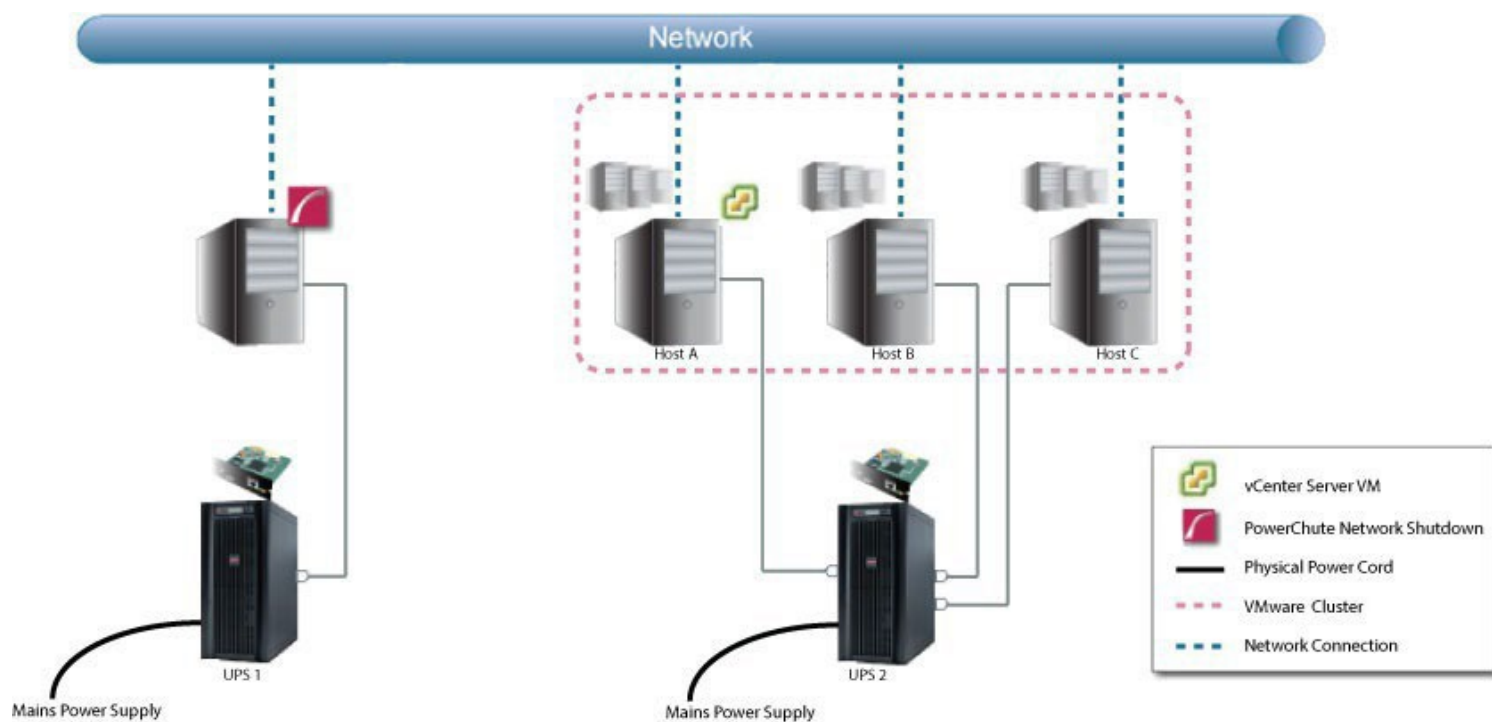 Network
Host A
Host B
Host C
vCenter Server VM
PowerChute Network Shutdown
Physical Power Cord
VMware Cluster
Network Connection
UPS 1
UPS 2
Mains Power Supply
Mains Power Supply